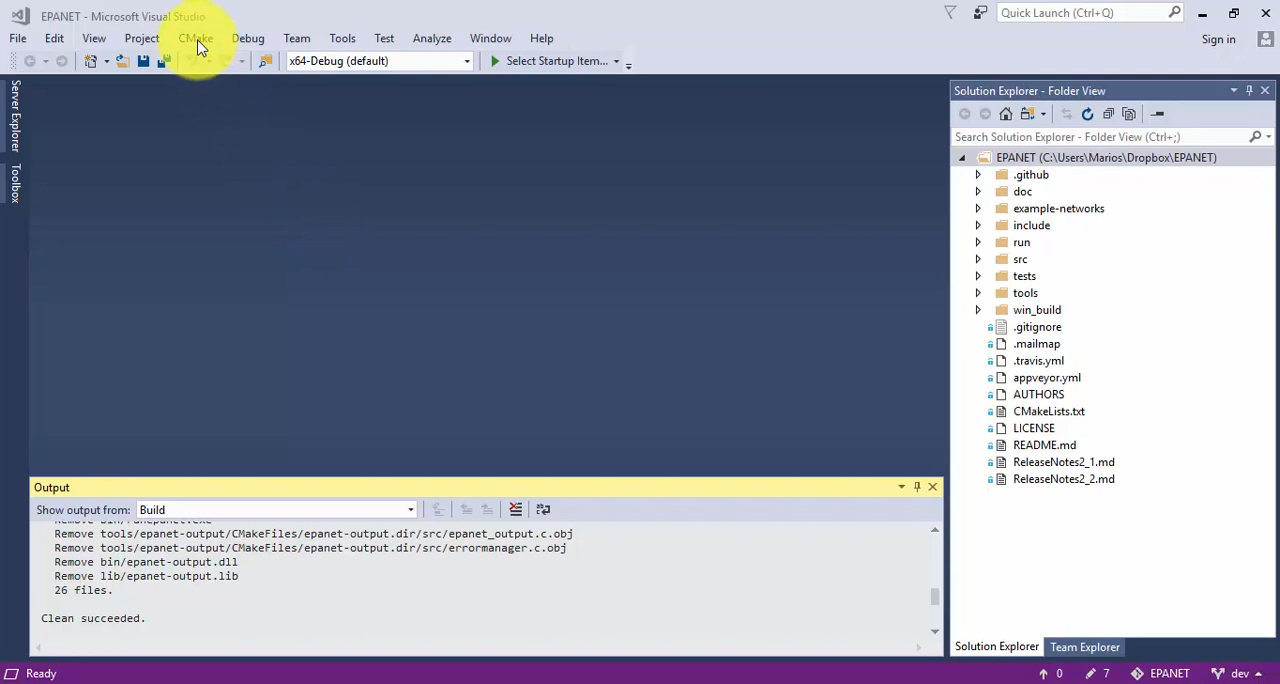 EPANET - Microsoft Visual Studio
Quick Launch (Ctrl+Q)
File Edit View Project CMake Debug Team Tools Test Analyze Window Help
Sign in
x64-Debug (default)
Select Startup Item...
Server Explorer
Toolbox
Solution Explorer - Folder View
Search Solution Explorer - Folder View (Ctrl+;)
EPANET (C:\Users\Marios\Dropbox\EPANET)
.github
doc
example-networks
include
run
src
tests
tools
win_build
.gitignore
.mailmap
.travis.yml
appveyor.yml
AUTHORS
CMakeLists.txt
LICENSE
README.md
ReleaseNotes2_1.md
ReleaseNotes2_2.md
Output
Show output from: Build
Remove bin/runepanet.exe
Remove tools/epanet-output/CMakeFiles/epanet-output.dir/src/epanet_output.c.obj
Remove tools/epanet-output/CMakeFiles/epanet-output.dir/src/errormanager.c.obj
Remove bin/epanet-output.dll
Remove lib/epanet-output.lib
26 files.
Clean succeeded.
Solution Explorer Team Explorer
Ready
0 7 EPANET dev